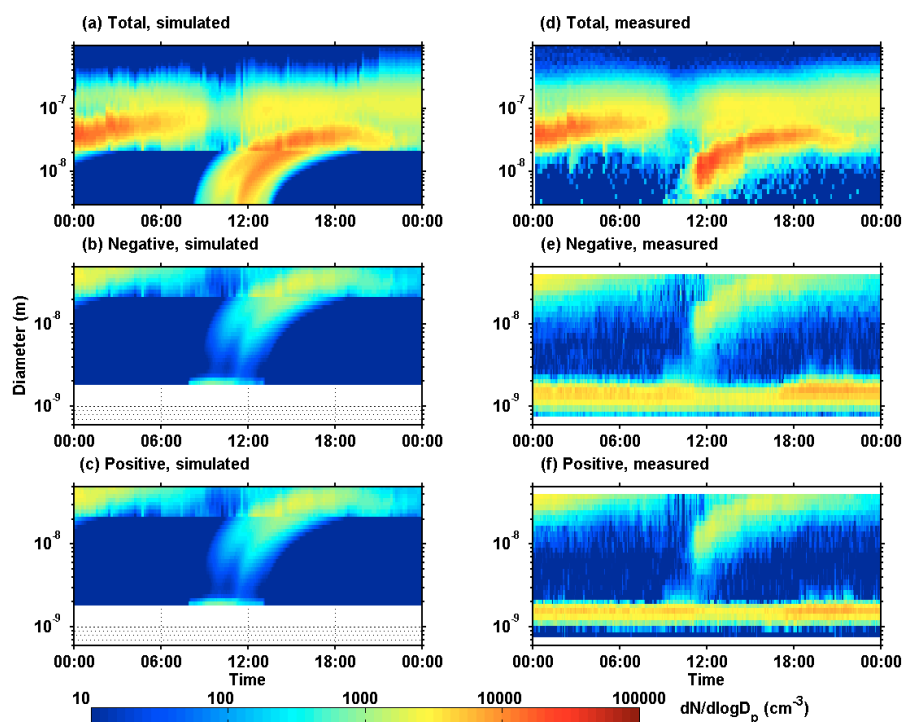 (a) Total, simulated
(d) Total, measured
10^-7
10^-8
00:00 06:00 12:00 18:00 00:00
10^-7
10^-8
00:00 06:00 12:00 18:00 00:00
(b) Negative, simulated
(e) Negative, measured
Diameter (m)
10^-8
10^-9
00:00 06:00 12:00 18:00 00:00
10^-8
10^-9
00:00 06:00 12:00 18:00 00:00
(c) Positive, simulated
(f) Positive, measured
10^-8
10^-9
00:00 06:00 12:00 18:00 00:00
Time
10^-8
10^-9
00:00 06:00 12:00 18:00 00:00
Time
10 100 1000 10000 100000 dN/dlogD_p (cm^-3)